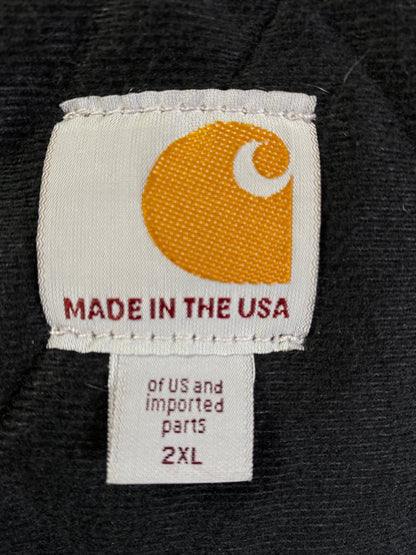 MADE IN THE USA
of US and
imported
parts
2XL